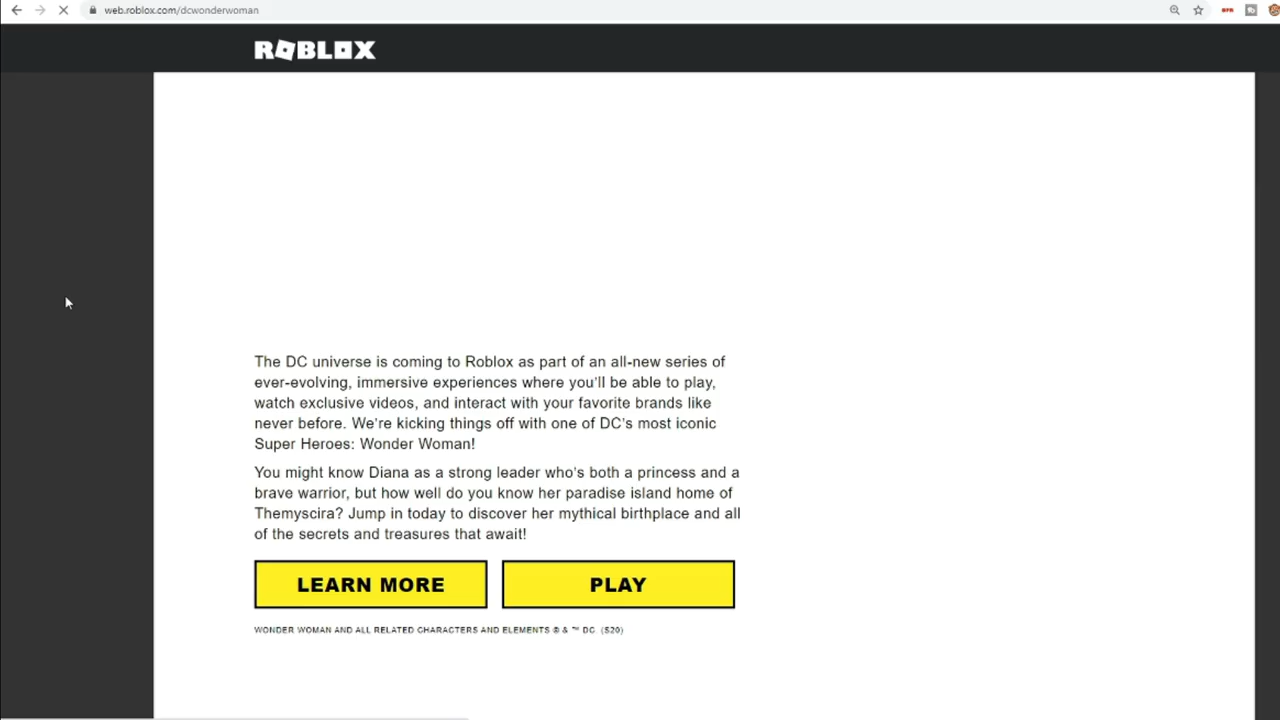 web.roblox.com/dcwonderwoman
ROBLOX
The DC universe is coming to Roblox as part of an all-new series of
ever-evolving, immersive experiences where you'll be able to play,
watch exclusive videos, and interact with your favorite brands like
never before. We're kicking things off with one of DC's most iconic
Super Heroes: Wonder Woman!
You might know Diana as a strong leader who's both a princess and a
brave warrior, but how well do you know her paradise island home of
Themyscira? Jump in today to discover her mythical birthplace and all
of the secrets and treasures that await!
LEARN MORE
PLAY
WONDER WOMAN AND ALL RELATED CHARACTERS AND ELEMENTS © & ™ DC. (S20)